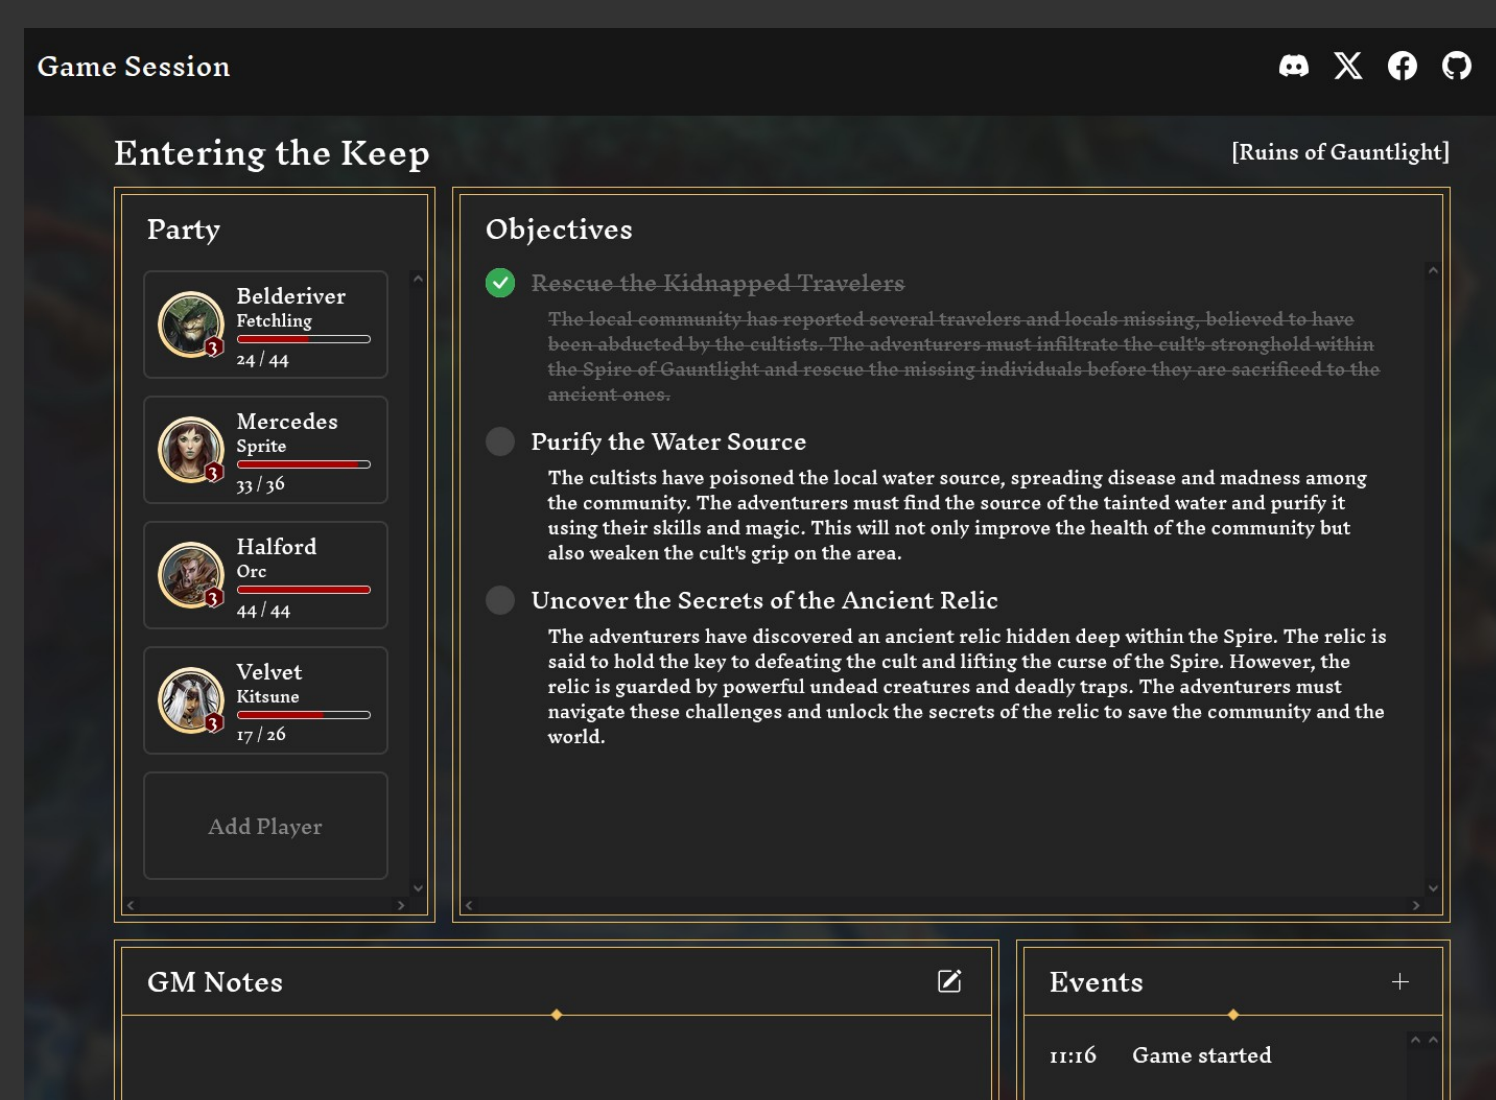 Game Session
Entering the Keep
[Ruins of Gauntlight]
Party
Belderiver
Fetchling
3
24 / 44
Mercedes
Sprite
3
33 / 36
Halford
Orc
3
44 / 44
Velvet
Kitsune
3
17 / 26
Add Player
Objectives
Rescue the Kidnapped Travelers
The local community has reported several travelers and locals missing, believed to have
been abducted by the cultists. The adventurers must infiltrate the cult's stronghold within
the Spire of Gauntlight and rescue the missing individuals before they are sacrificed to the
ancient ones.
Purify the Water Source
The cultists have poisoned the local water source, spreading disease and madness among
the community. The adventurers must find the source of the tainted water and purify it
using their skills and magic. This will not only improve the health of the community but
also weaken the cult's grip on the area.
Uncover the Secrets of the Ancient Relic
The adventurers have discovered an ancient relic hidden deep within the Spire. The relic is
said to hold the key to defeating the cult and lifting the curse of the Spire. However, the
relic is guarded by powerful undead creatures and deadly traps. The adventurers must
navigate these challenges and unlock the secrets of the relic to save the community and the
world.
GM Notes
Events
11:16 Game started